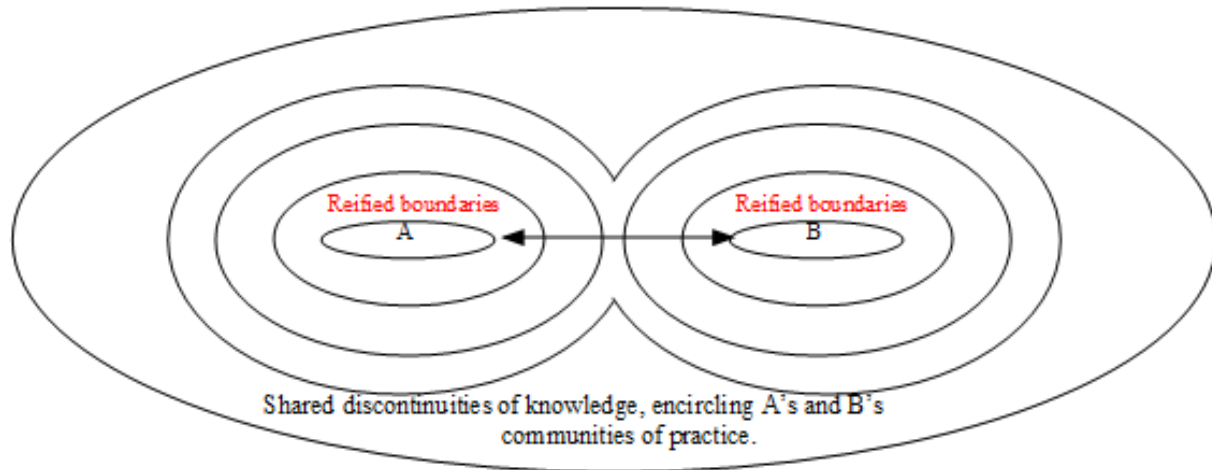 Reified boundaries
A
Reified boundaries
B
Shared discontinuities of knowledge, encircling A's and B's
communities of practice.